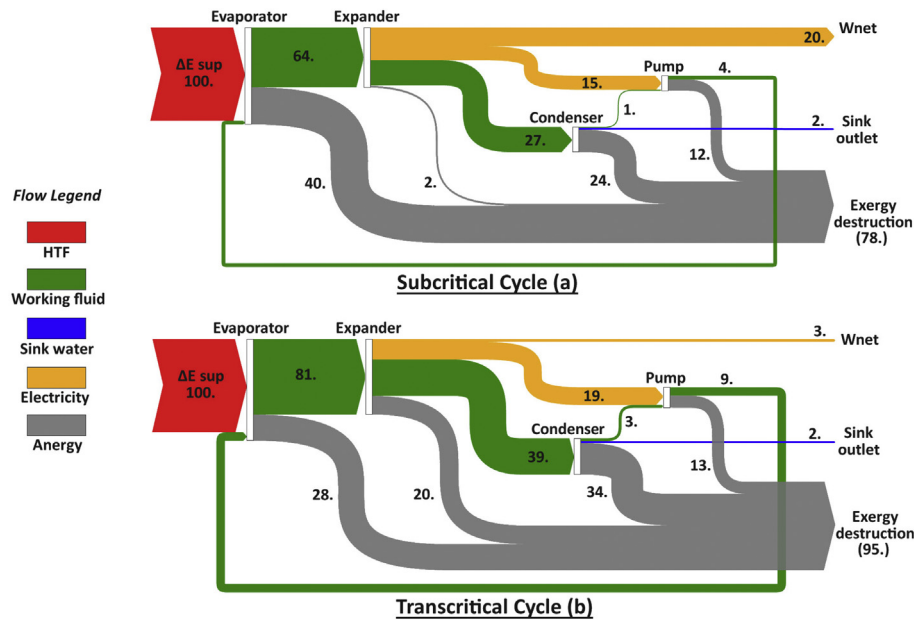 Evaporator
Expander
Wnet
20.
ΔE sup
100.
64.
Pump
4.
15.
1.
Condenser
2.
Sink
outlet
27.
12.
40.
2.
24.
Flow Legend
Exergy
destruction
(78.)
HTF
Working fluid
Sink water
Electricity
Anergy
Subcritical Cycle (a)
Evaporator
Expander
3.
Wnet
ΔE sup
100.
81.
Pump
9.
19.
3.
Condenser
2.
Sink
outlet
39.
13.
28.
20.
34.
Exergy
destruction
(95.)
Transcritical Cycle (b)